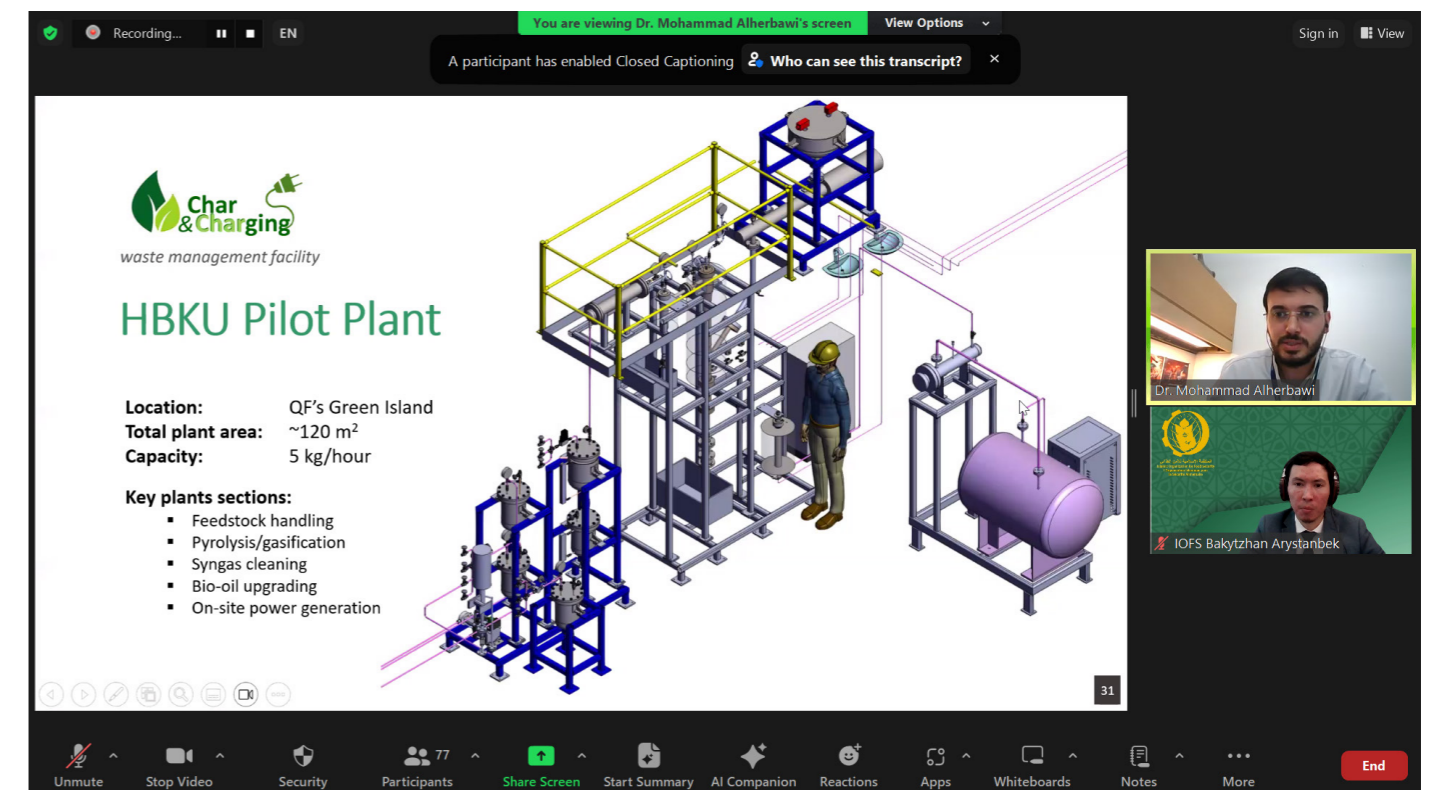 Recording...
EN
You are viewing Dr. Mohammad Alherbawi's screen
View Options
Sign in
View
A participant has enabled Closed Captioning
Who can see this transcript?
Char
&Charging
waste management facility
HBKU Pilot Plant
Location: QF's Green Island
Total plant area: ~120 m²
Capacity: 5 kg/hour
Key plants sections:
▪ Feedstock handling
▪ Pyrolysis/gasification
▪ Syngas cleaning
▪ Bio-oil upgrading
▪ On-site power generation
31
Dr. Mohammad Alherbawi
IOFS Bakytzhan Arystanbek
77
Unmute
Stop Video
Security
Participants
Share Screen
Start Summary
AI Companion
Reactions
Apps
Whiteboards
Notes
More
End